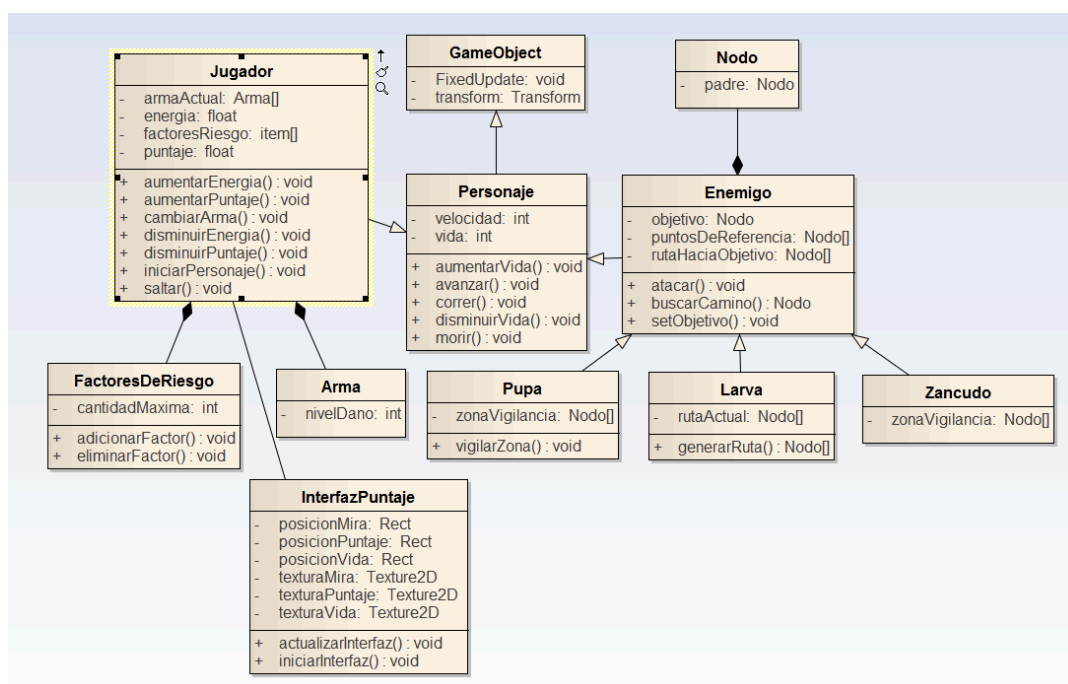 Jugador
- armaActual: Arma[]
- energia: float
- factoresRiesgo: item[]
- puntaje: float
+ aumentarEnergia() : void
+ aumentarPuntaje() : void
+ cambiarArma() : void
+ disminuirEnergia() : void
+ disminuirPuntaje() : void
+ iniciarPersonaje() : void
+ saltar() : void
GameObject
- FixedUpdate: void
- transform: Transform
Nodo
- padre: Nodo
Personaje
- velocidad: int
- vida: int
+ aumentarVida() : void
+ avanzar() : void
+ correr() : void
+ disminuirVida() : void
+ morir() : void
Enemigo
- objetivo: Nodo
- puntosDeReferencia: Nodo[]
- rutaHaciaObjetivo: Nodo[]
+ atacar() : void
+ buscarCamino() : Nodo
+ setObjetivo() : void
FactoresDeRiesgo
- cantidadMaxima: int
+ adicionarFactor() : void
+ eliminarFactor() : void
Arma
- nivelDano: int
Pupa
- zonaVigilancia: Nodo[]
+ vigilarZona() : void
Larva
- rutaActual: Nodo[]
+ generarRuta() : Nodo[]
Zancudo
- zonaVigilancia: Nodo[]
InterfazPuntaje
- posicionMira: Rect
- posicionPuntaje: Rect
- posicionVida: Rect
- texturaMira: Texture2D
- texturaPuntaje: Texture2D
- texturaVida: Texture2D
+ actualizarInterfaz() : void
+ iniciarInterfaz() : void